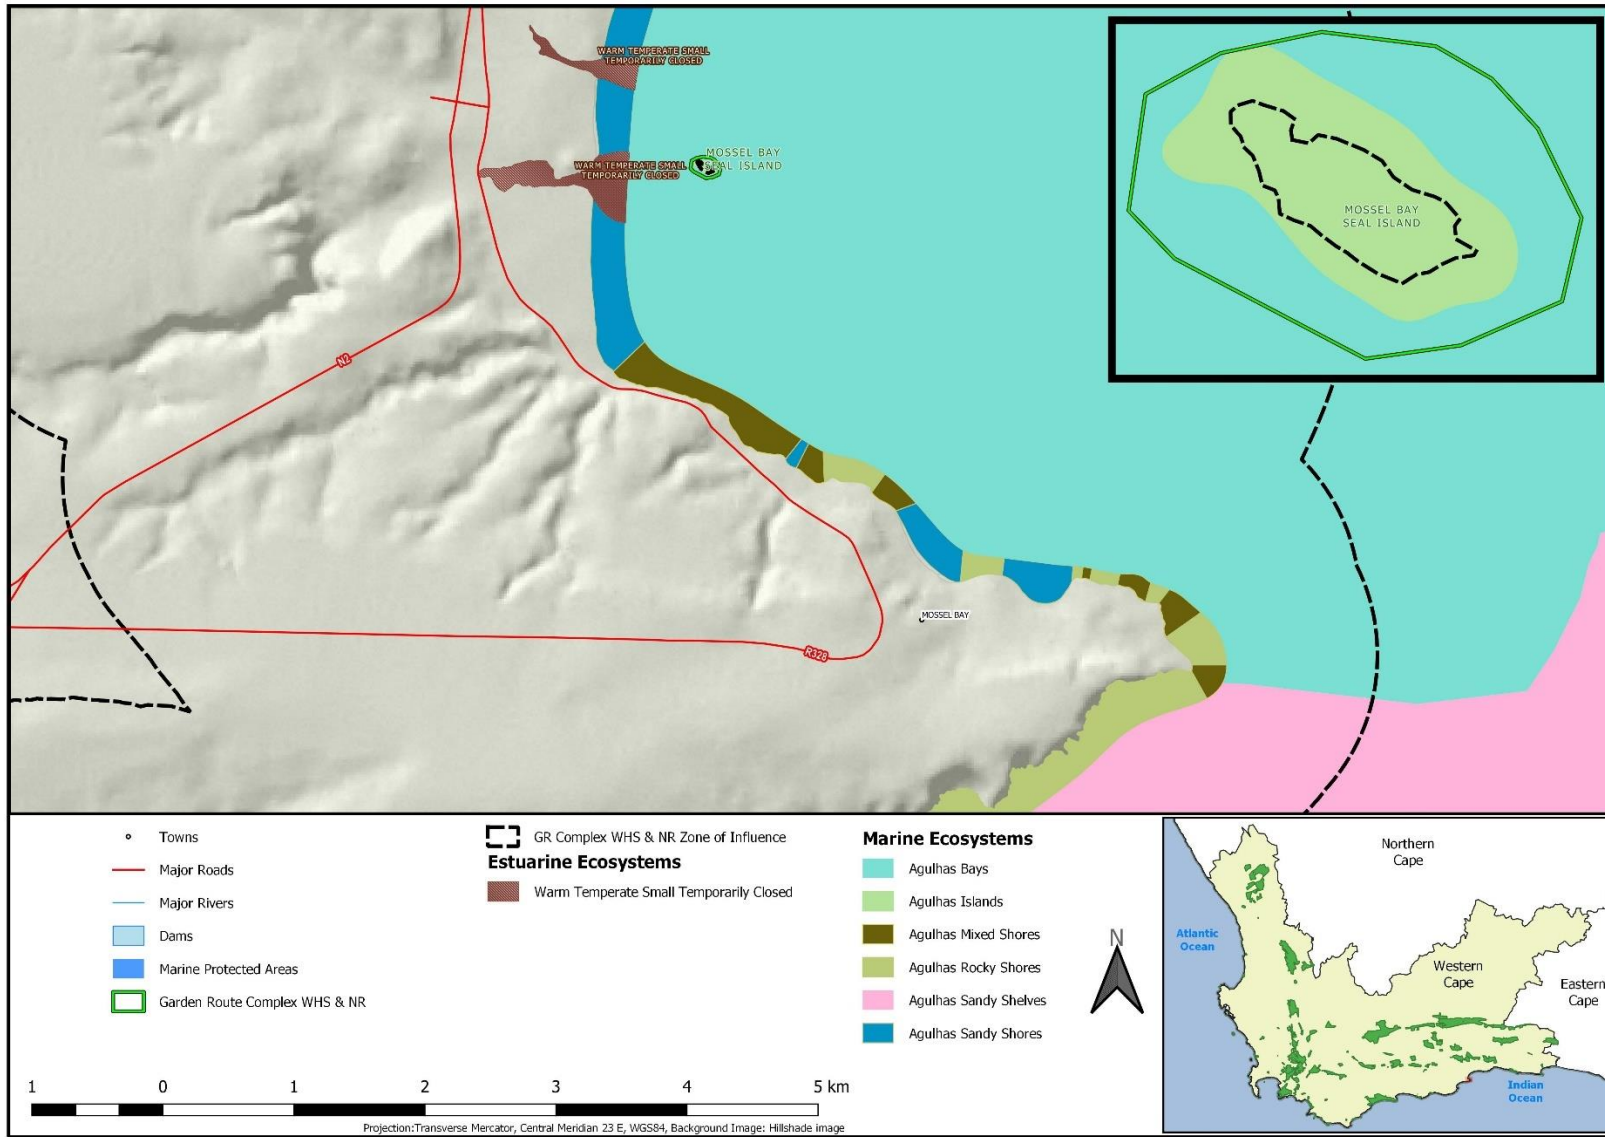 WARM TEMPERATE SMALL
TEMPORARILY CLOSED
WARM TEMPERATE SMALL
TEMPORARILY CLOSED
MOSSEL BAY
SEAL ISLAND
MOSSEL BAY
SEAL ISLAND
N2
MOSSEL BAY
R328
Towns
Major Roads
Major Rivers
Dams
Marine Protected Areas
Garden Route Complex WHS & NR
GR Complex WHS & NR Zone of Influence
Estuarine Ecosystems
Warm Temperate Small Temporarily Closed
Marine Ecosystems
Agulhas Bays
Agulhas Islands
Agulhas Mixed Shores
Agulhas Rocky Shores
Agulhas Sandy Shelves
Agulhas Sandy Shores
N
Northern
Cape
Atlantic
Ocean
Western
Cape
Eastern
Cape
Indian
Ocean
1 0 1 2 3 4 5 km
Projection:Transverse Mercator, Central Meridian 23 E, WGS84, Background Image: Hillshade image